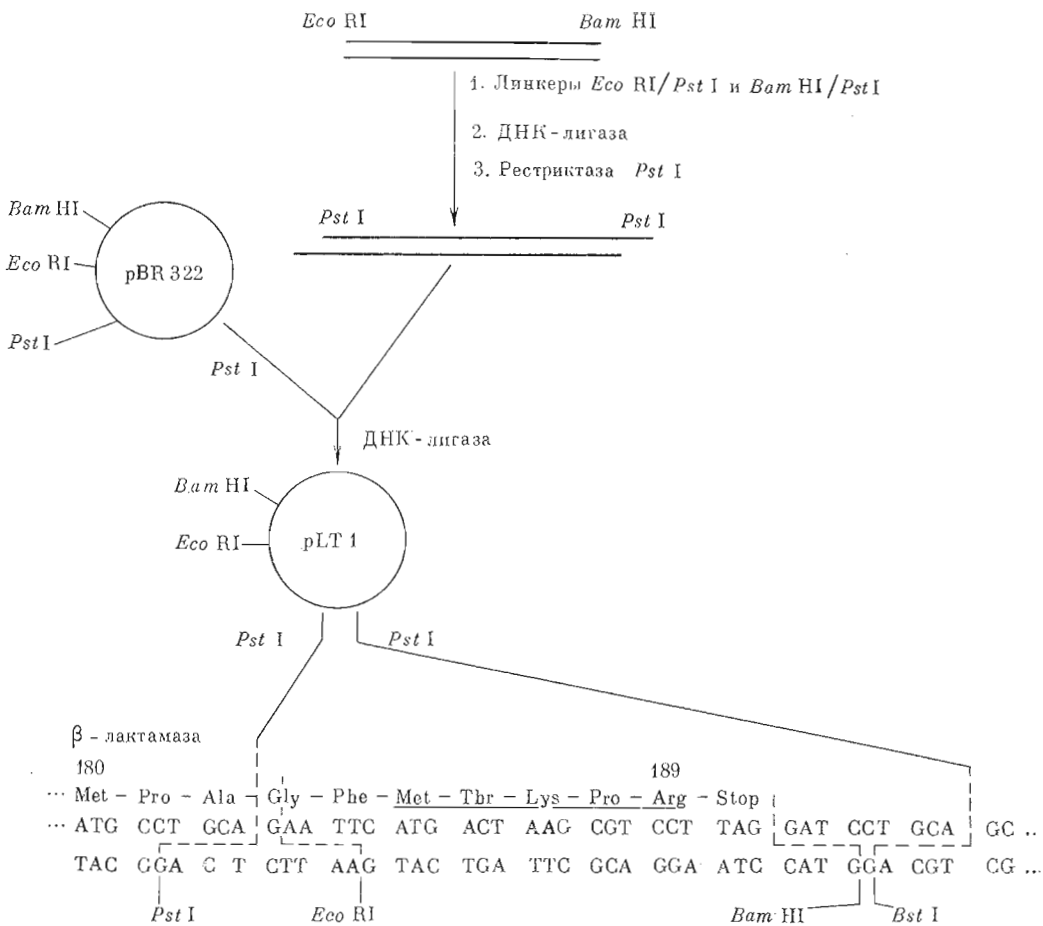 Eco RI Bam HI
1. Линкеры Eco RI/Pst I и Bam HI/Pst I
2. ДНК-лигаза
3. Рестриктаза Pst I
Pst I Pst I
Bam HI
Eco RI
pBR 322
Pst I
Pst I
ДНК-лигаза
Bam HI
Eco RI
pLT 1
Pst I Pst I
β-лактамаза
180 189
... Met – Pro – Ala – Gly – Phe – Met – Thr – Lys – Pro – Arg – Stop
... ATG CCT GCA GAA TTC ATG ACT AAG CGT CCT TAG GAT CCT GCA GC ..
TAC GGA C T CTT AAG TAC TGA TTC GCA GGA ATC CAT GGA CGT CG ...
Pst I Eco RI Bam HI Bst I